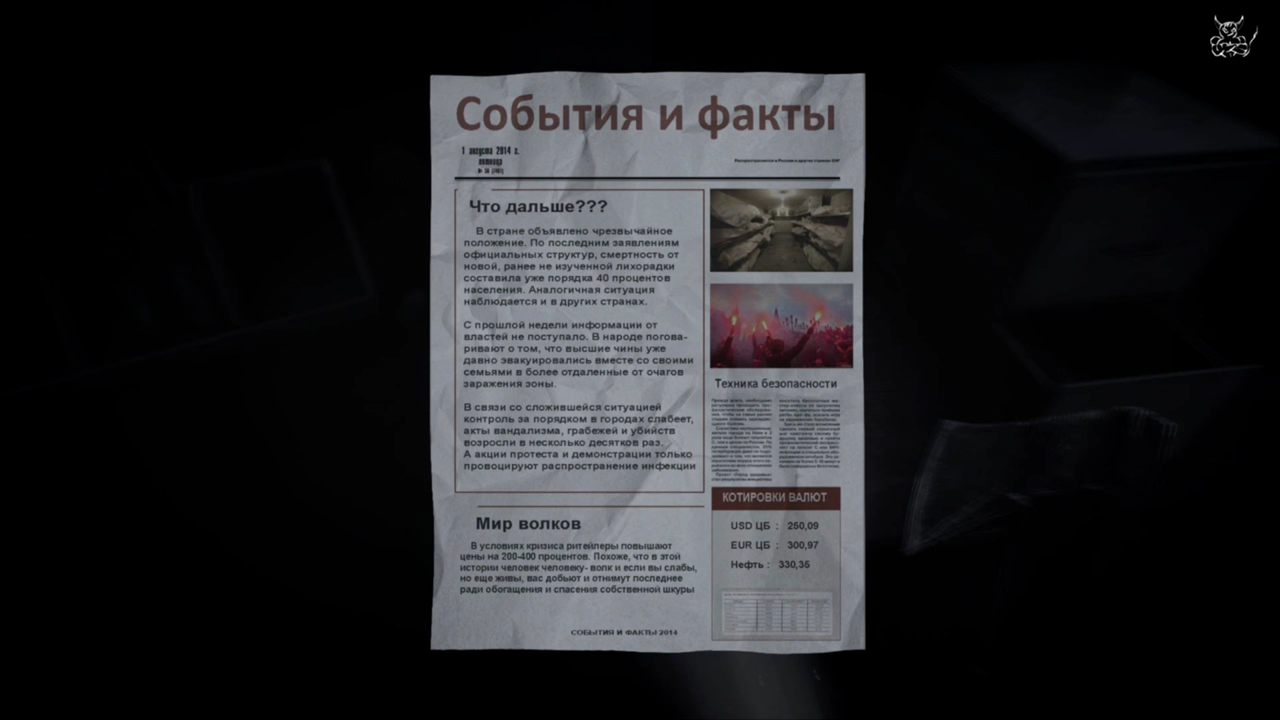 События и факты
1 августа 2014 г.
пятница
Распространяется в России и других странах СНГ
Что дальше???
В стране объявлено чрезвычайное
положение. По последним заявлениям
официальных структур, смертность от
новой, ранее не изученной лихорадки
составила уже порядка 40 процентов
населения. Аналогичная ситуация
наблюдается и в других странах.
С прошлой недели информации от
властей не поступало. В народе погова-
ривают о том, что высшие чины уже
давно эвакуировались вместе со своими
семьями в более отдаленные от очагов
заражения зоны.
В связи со сложившейся ситуацией
контроль за порядком в городах слабеет,
акты вандализма, грабежей и убийств
возросли в несколько десятков раз.
А акции протеста и демонстрации только
провоцируют распространение инфекции
Мир волков
В условиях кризиса ритейлеры повышают
цены на 200-400 процентов. Похоже, что в этой
истории человек человеку- волк и если вы слабы,
но еще живы, вас добьют и отнимут последнее
ради обогащения и спасения собственной шкуры
СОБЫТИЯ И ФАКТЫ 2014
Техника безопасности
КОТИРОВКИ ВАЛЮТ
USD ЦБ : 250,09
EUR ЦБ : 300,97
Нефть : 330,35